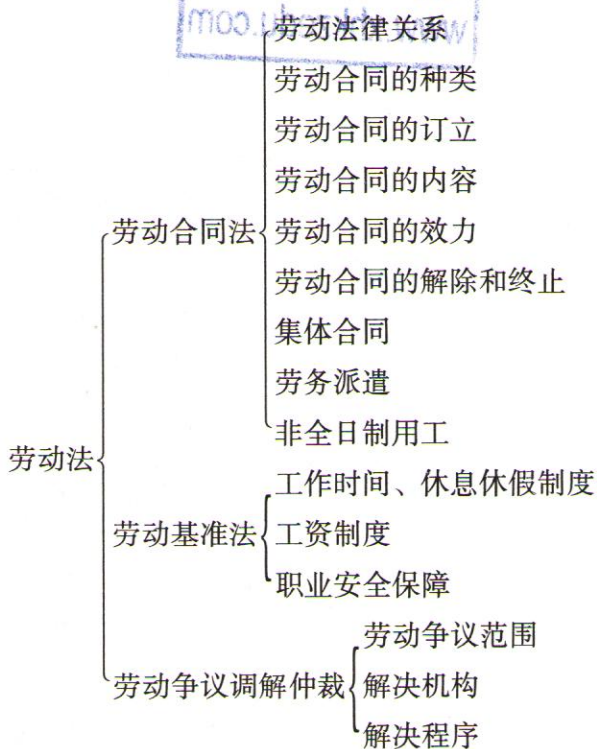 劳动法律关系
劳动合同的种类
劳动合同的订立
劳动合同的内容
劳动合同法
劳动合同的效力
劳动合同的解除和终止
集体合同
劳务派遣
非全日制用工
劳动法
工作时间、休息休假制度
劳动基准法
工资制度
职业安全保障
劳动争议范围
劳动争议调解仲裁
解决机构
解决程序